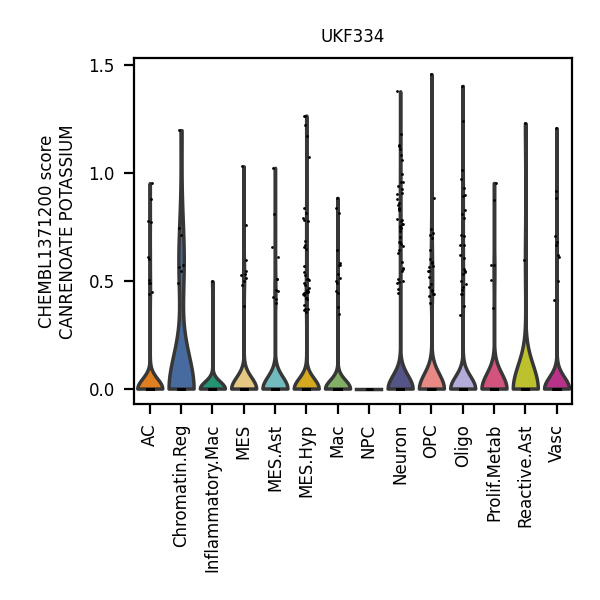 UKF334
CHEMBL1371200 score
CANRENOATE POTASSIUM
1.5
1.0
0.5
0.0
AC
Chromatin.Reg
Inflammatory.Mac
MES
MES.Ast
MES.Hyp
Mac
NPC
Neuron
OPC
Oligo
Prolif.Metab
Reactive.Ast
Vasc